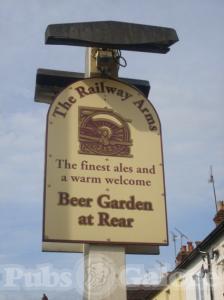 The Railway Arms
The finest ales and
a warm welcome
Beer Garden
at Rear
Pubs Galore